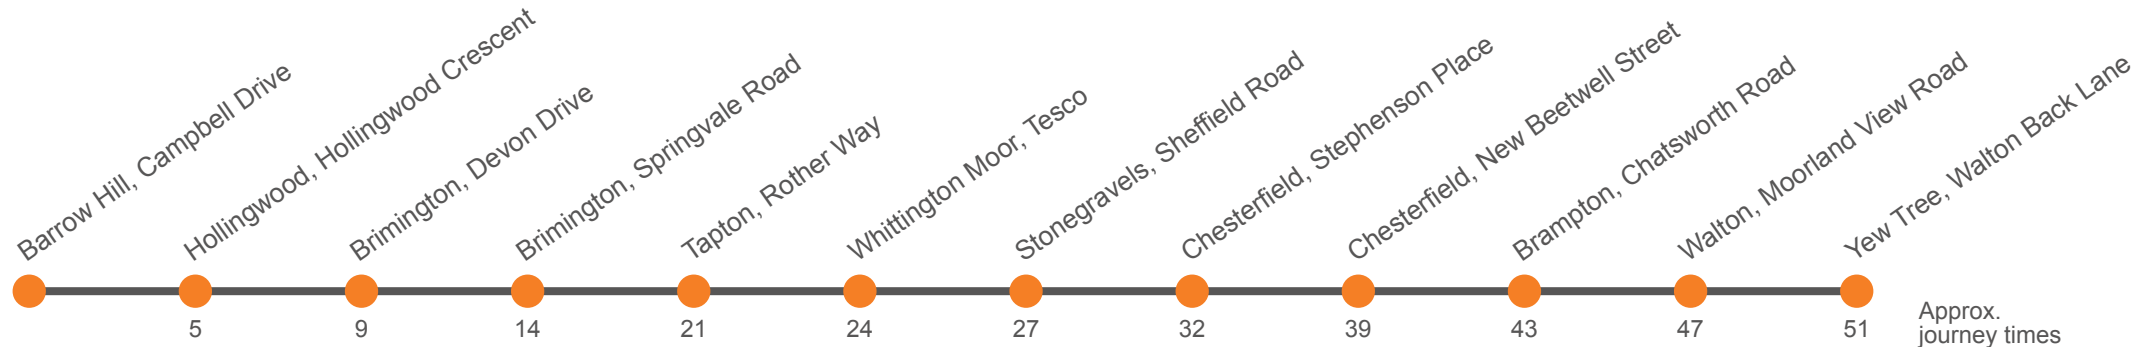 Barrow Hill, Campbell Drive
Hollingwood, Hollingwood Crescent
Brimington, Devon Drive
Brimington, Springvale Road
Tapton, Rother Way
Whittington Moor, Tesco
Stonegravels, Sheffield Road
Chesterfield, Stephenson Place
Chesterfield, New Beetwell Street
Brampton, Chatsworth Road
Walton, Moorland View Road
Yew Tree, Walton Back Lane
5
9
14
21
24
27
32
39
43
47
51
Approx.
journey times